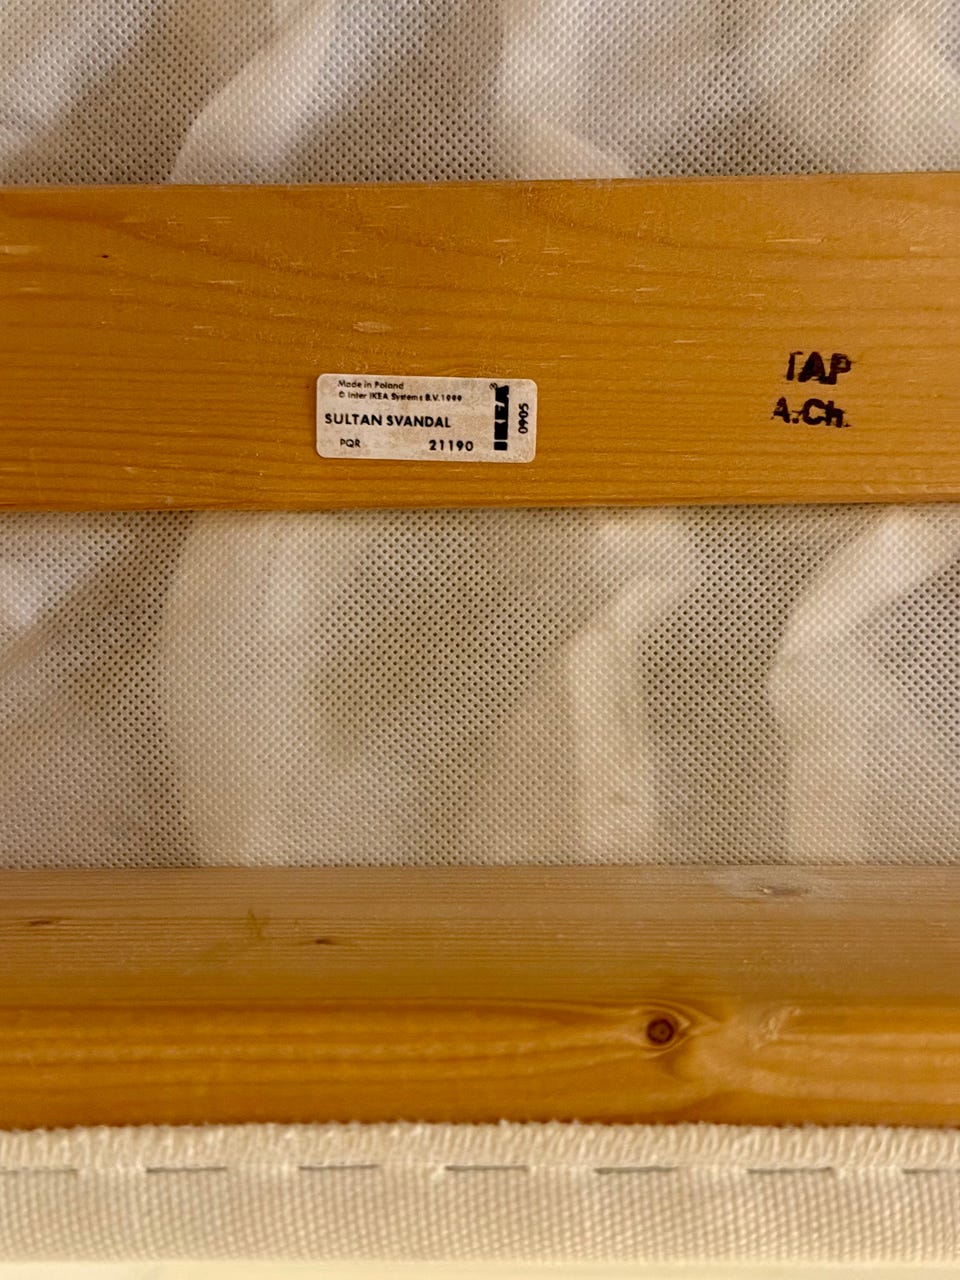 Made in Poland
© Inter IKEA Systems B.V.1999
SULTAN SVANDAL
PQR 21190
IKEA®
0905
TAP
A.Ch.